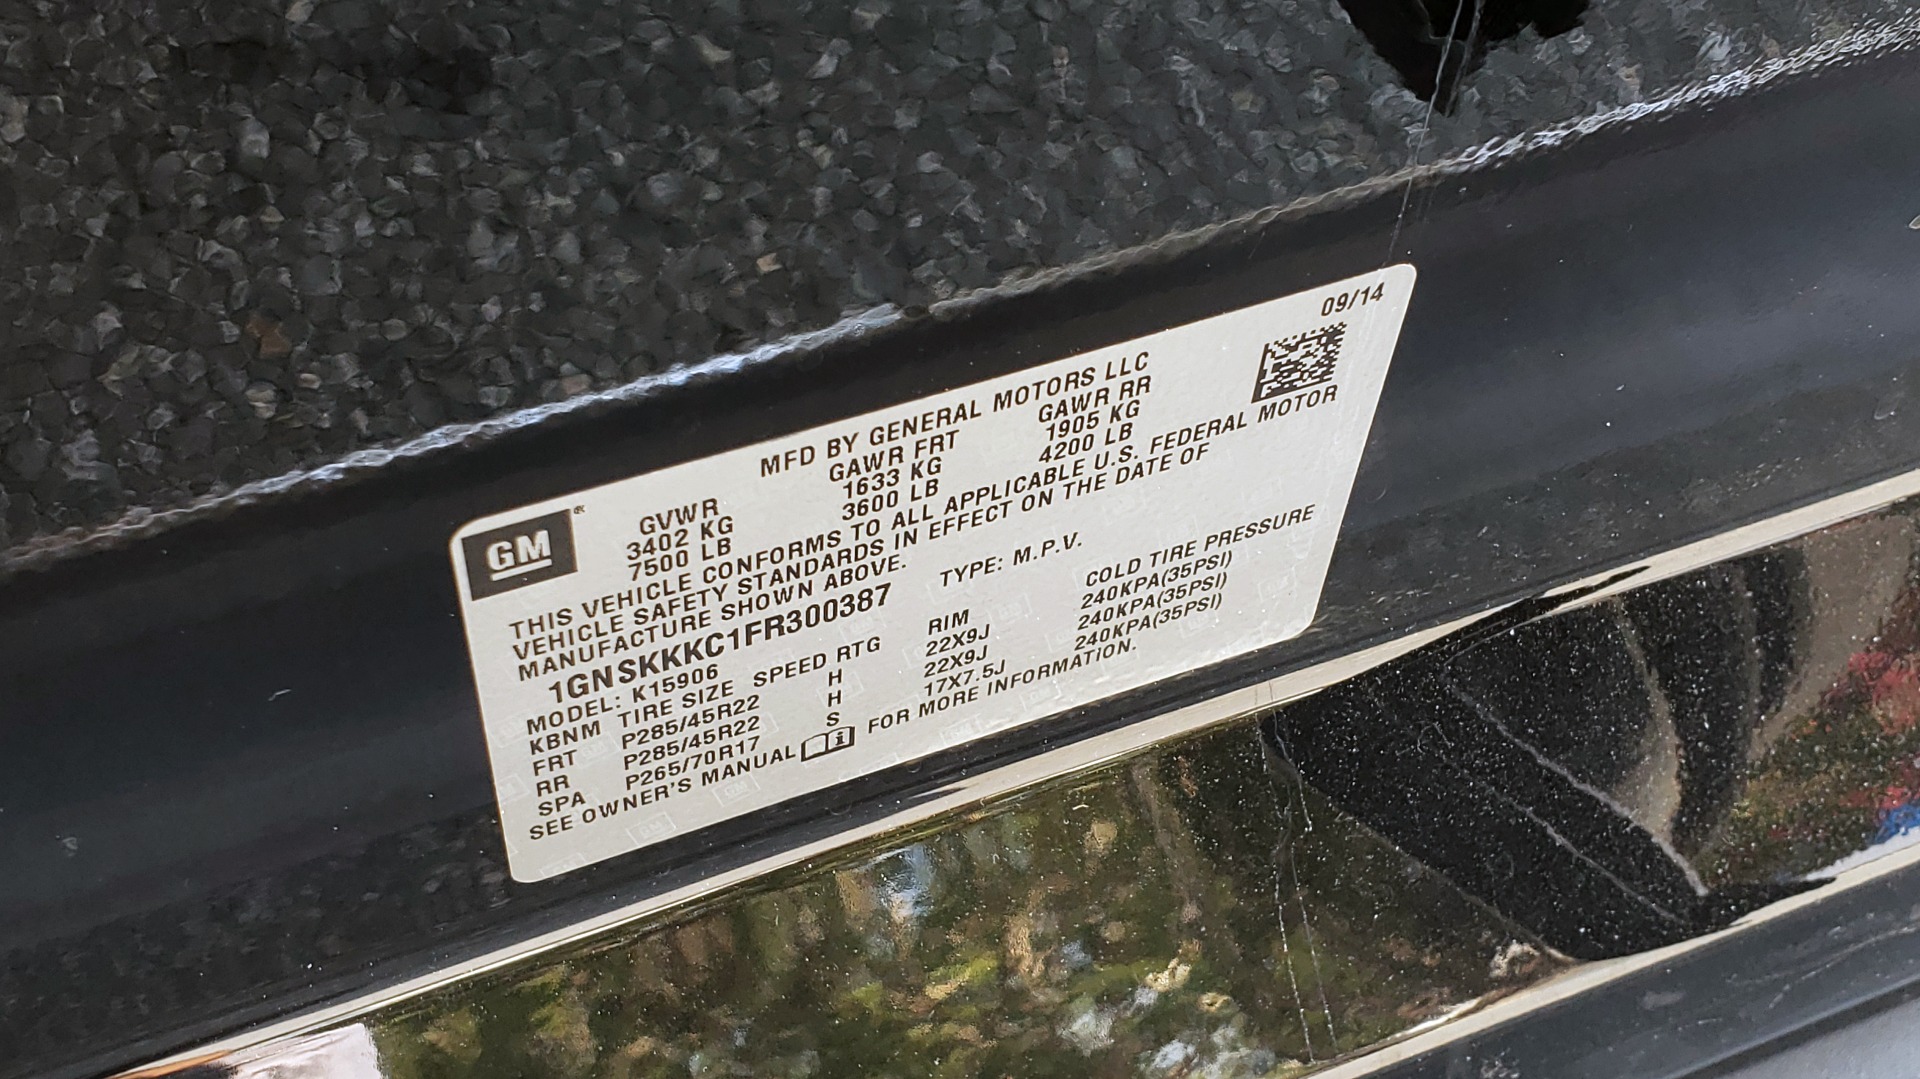 09/14
MFD BY GENERAL MOTORS LLC
GM®
GVWR GAWR FRT GAWR RR
3402 KG 1633 KG 1905 KG
7500 LB 3600 LB 4200 LB
THIS VEHICLE CONFORMS TO ALL APPLICABLE U.S. FEDERAL MOTOR
VEHICLE SAFETY STANDARDS IN EFFECT ON THE DATE OF
MANUFACTURE SHOWN ABOVE.
1GNSKKKC1FR300387 TYPE: M.P.V.
MODEL: K15906
KBNM TIRE SIZE SPEED RTG RIM COLD TIRE PRESSURE
FRT P285/45R22 H 22X9J 240KPA(35PSI)
RR P285/45R22 H 22X9J 240KPA(35PSI)
SPA P265/70R17 S 17X7.5J 240KPA(35PSI)
SEE OWNER'S MANUAL FOR MORE INFORMATION.